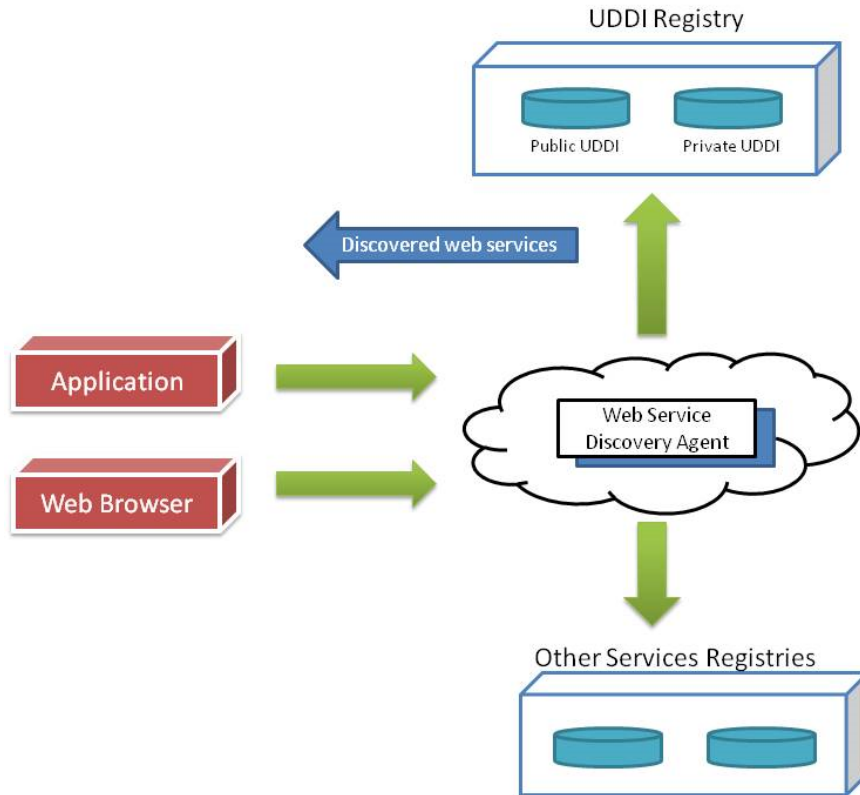 UDDI Registry
Public UDDI
Private UDDI
Discovered web services
Application
Web Browser
Web Service
Discovery Agent
Other Services Registries